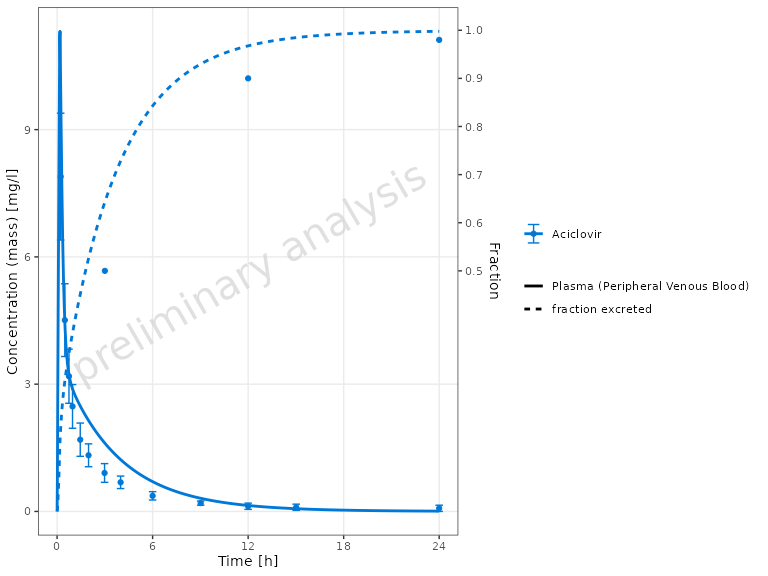 Concentration (mass) [mg/l]
9
6
3
0
0
6
12
18
24
Time [h]
1.0
0.9
0.8
0.7
0.6
0.5
Fraction
preliminary analysis
Aciclovir
Plasma (Peripheral Venous Blood)
fraction excreted